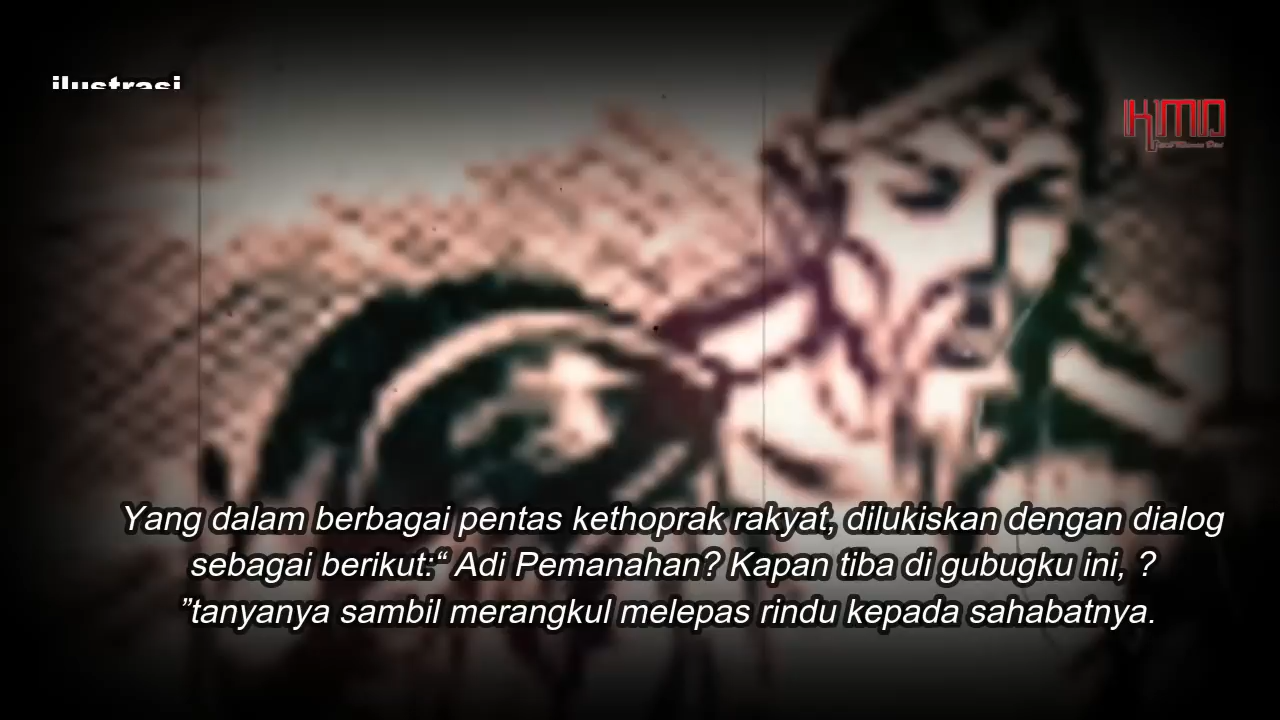 ilustrasi
KMD
Yang dalam berbagai pentas kethoprak rakyat, dilukiskan dengan dialog
sebagai berikut:“ Adi Pemanahan? Kapan tiba di gubugku ini, ?
”tanyanya sambil merangkul melepas rindu kepada sahabatnya.